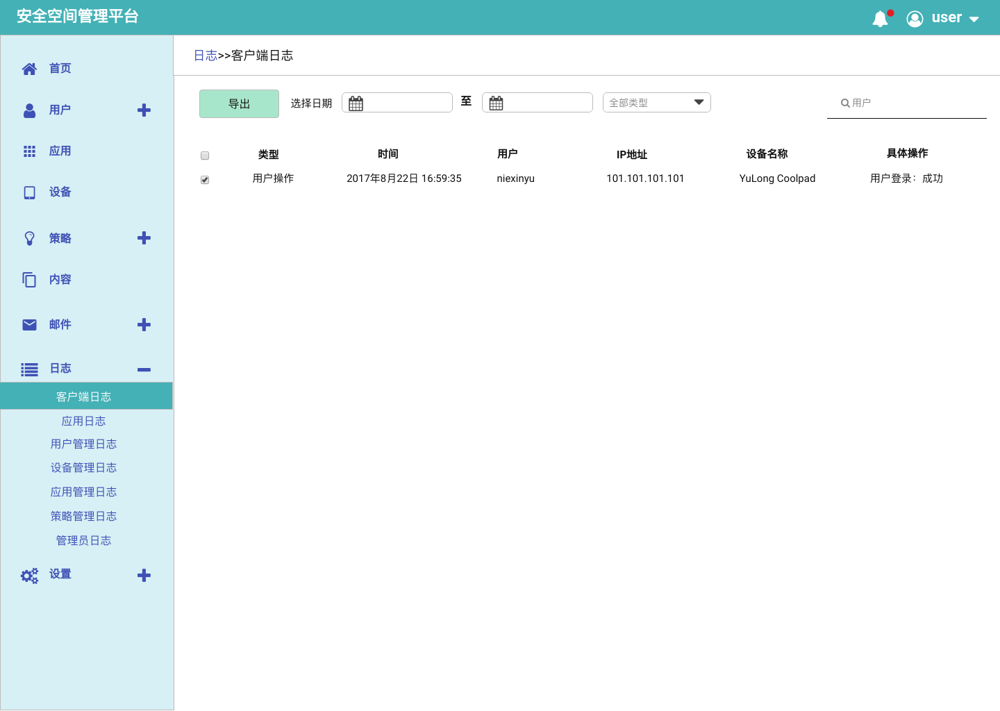 安全空间管理平台
user
日志>>客户端日志
首页
用户
应用
设备
策略
内容
邮件
日志
客户端日志
应用日志
用户管理日志
设备管理日志
应用管理日志
策略管理日志
管理员日志
设置
导出 选择日期 至 全部类型 用户
类型 时间 用户 IP地址 设备名称 具体操作
用户操作 2017年8月22日 16:59:35 niexinyu 101.101.101.101 YuLong Coolpad 用户登录：成功